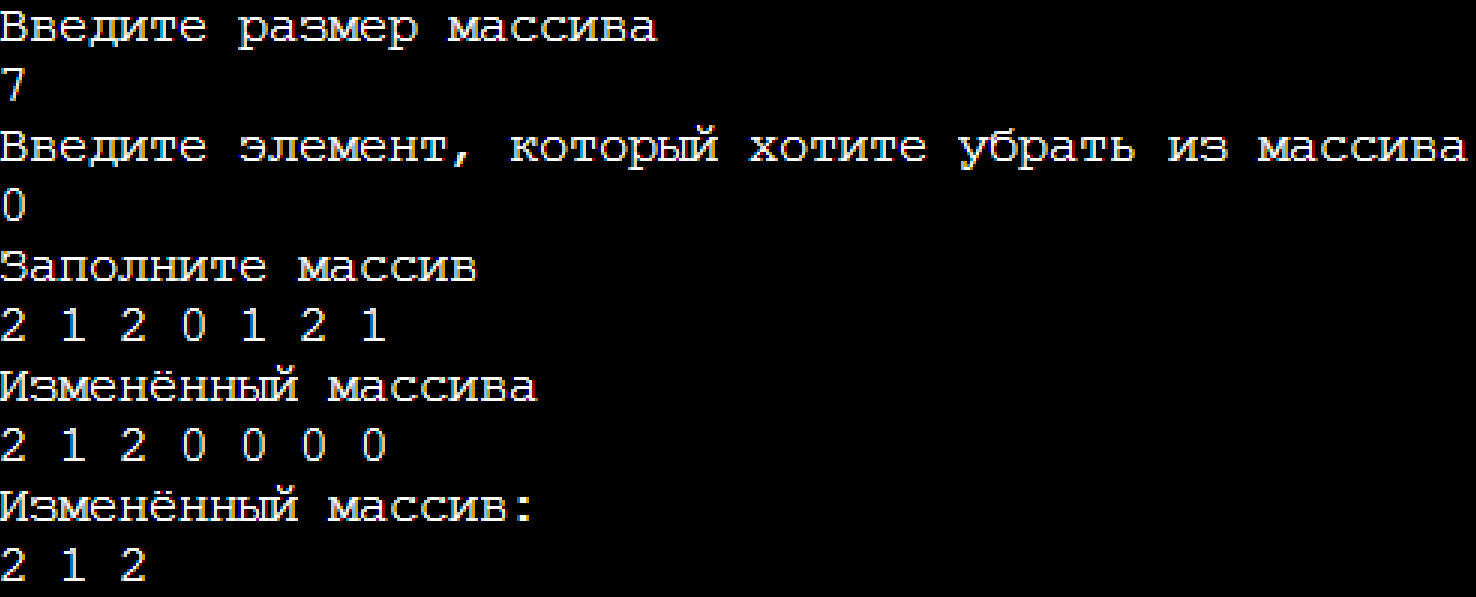 Введите размер массива
7
Введите элемент, который хотите убрать из массива
0
Заполните массив
2 1 2 0 1 2 1
Изменённый массива
2 1 2 0 0 0 0
Изменённый массив:
2 1 2